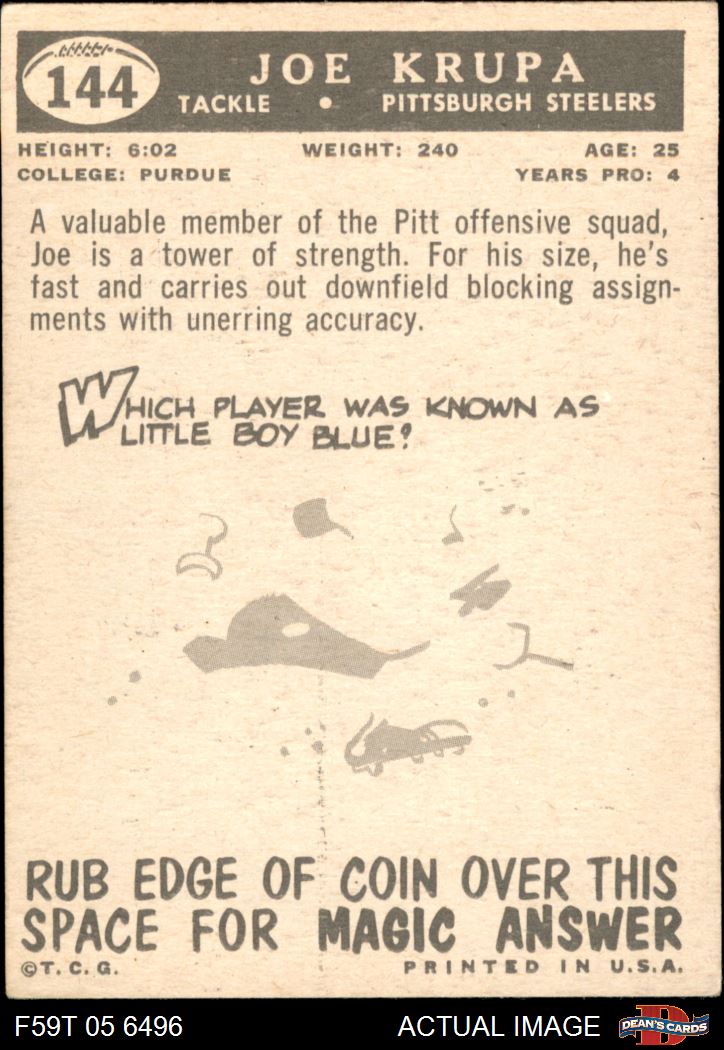 144
JOE KRUPA
TACKLE • PITTSBURGH STEELERS
HEIGHT: 6:02 WEIGHT: 240 AGE: 25
COLLEGE: PURDUE YEARS PRO: 4
A valuable member of the Pitt offensive squad,
Joe is a tower of strength. For his size, he's
fast and carries out downfield blocking assign-
ments with unerring accuracy.
WHICH PLAYER WAS KNOWN AS
LITTLE BOY BLUE?
RUB EDGE OF COIN OVER THIS
SPACE FOR MAGIC ANSWER
©T.C.G. PRINTED IN U.S.A.
F59T 05 6496 ACTUAL IMAGE D DEAN'S CARDS